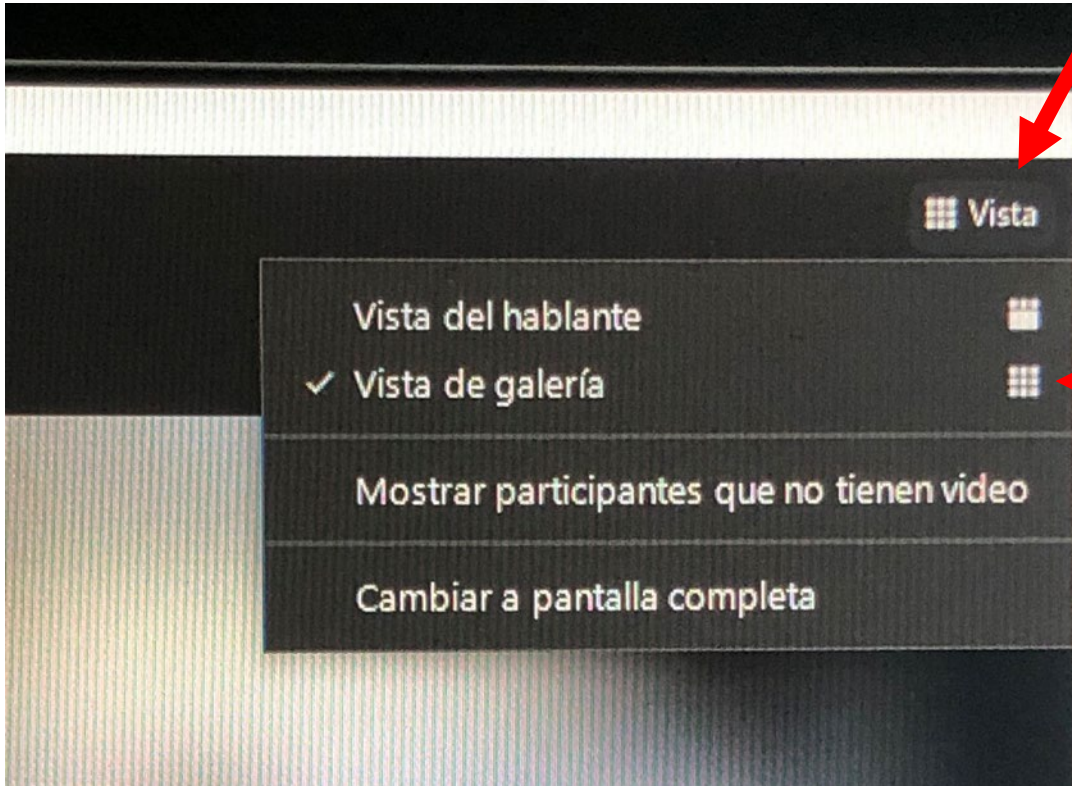 Vista
Vista del hablante
Vista de galería
Mostrar participantes que no tienen video
Cambiar a pantalla completa